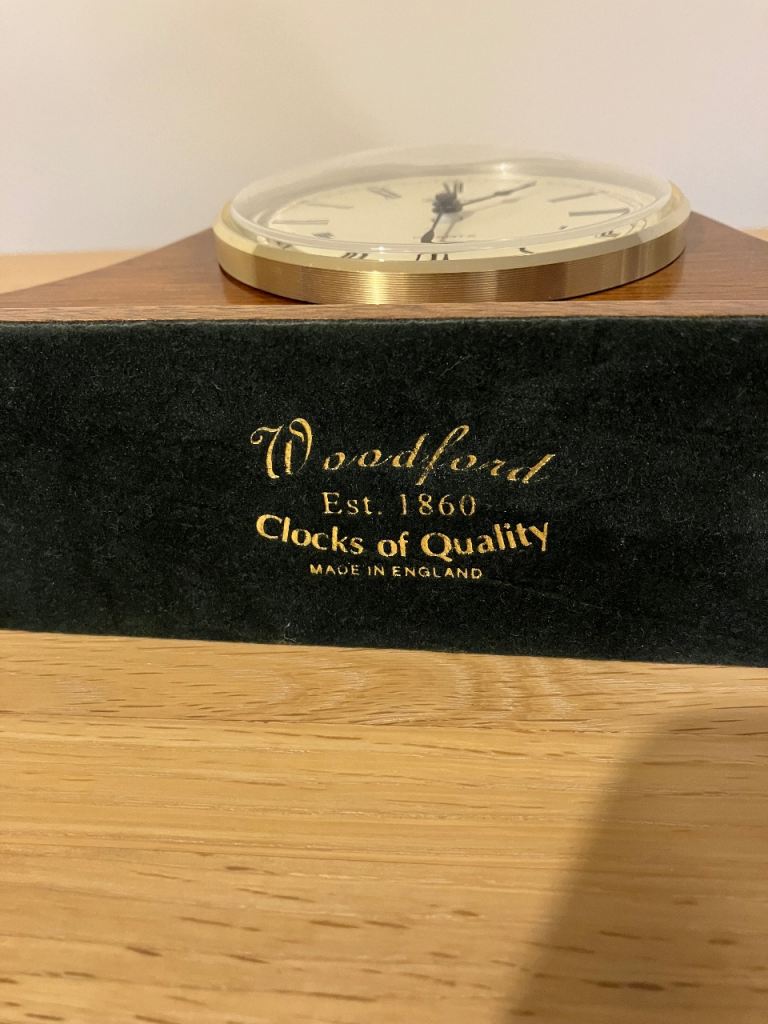 Woodford
Est. 1860
Clocks of Quality
MADE IN ENGLAND